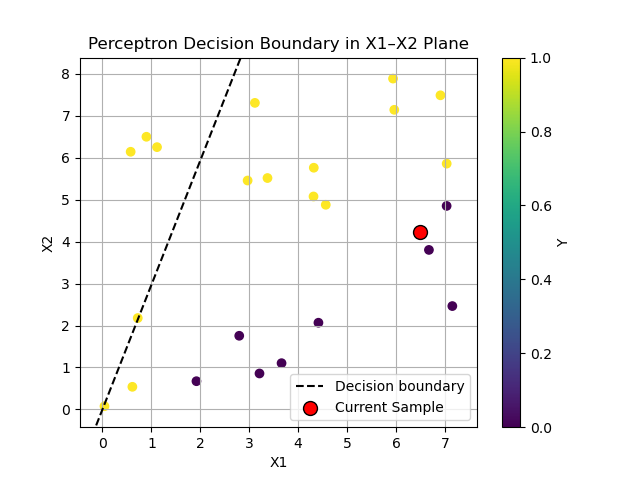 Perceptron Decision Boundary in X1–X2 Plane
8
7
6
5
4
3
2
1
0
X2
0 1 2 3 4 5 6 7
X1
Decision boundary
Current Sample
1.0
0.8
0.6
0.4
0.2
0.0
Y